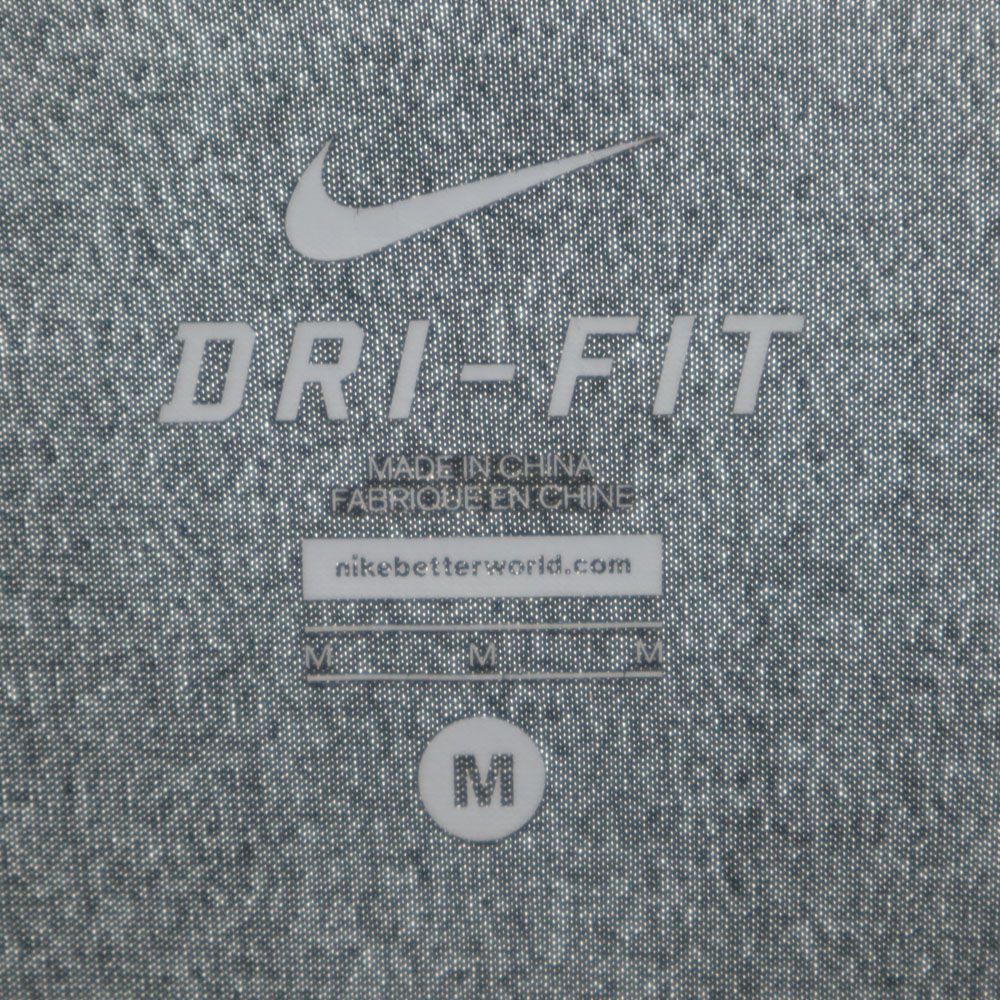 DRI-FIT
MADE IN CHINA
FABRIQUE EN CHINE
nikebetterworld.com
M M M
M